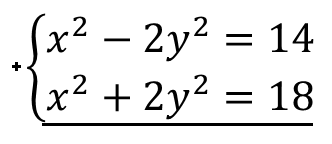 x² − 2y² = 14
+ {
x² + 2y² = 18